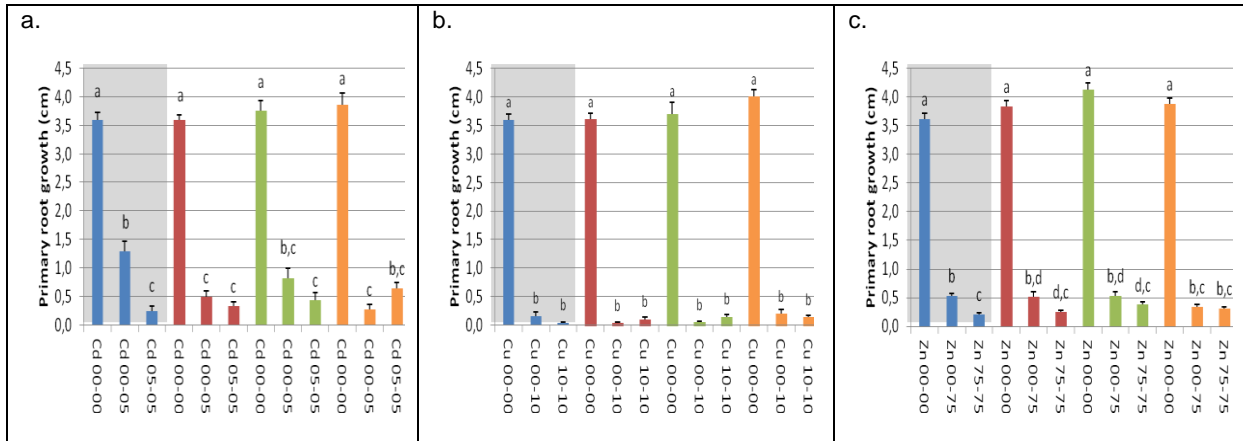 a.
Primary root growth (cm)
4,5
4,0
3,5
3,0
2,5
2,0
1,5
1,0
0,5
0,0
a
b
c
a
c
c
a
b,c
c
a
c
b,c
Cd 00-00
Cd 00-05
Cd 05-05
Cd 00-00
Cd 00-05
Cd 05-05
Cd 00-00
Cd 00-05
Cd 05-05
Cd 00-00
Cd 00-05
Cd 05-05
b.
Primary root growth (cm)
4,5
4,0
3,5
3,0
2,5
2,0
1,5
1,0
0,5
0,0
a
b
b
a
b
b
a
b
b
a
b
b
Cu 00-00
Cu 00-10
Cu 10-10
Cu 00-00
Cu 00-10
Cu 10-10
Cu 00-00
Cu 00-10
Cu 10-10
Cu 00-00
Cu 00-10
Cu 10-10
c.
Primary root growth (cm)
4,5
4,0
3,5
3,0
2,5
2,0
1,5
1,0
0,5
0,0
a
b
c
a
b,d
d,c
a
b,d
d,c
a
b,c
b,c
Zn 00-00
Zn 00-75
Zn 75-75
Zn 00-00
Zn 00-75
Zn 75-75
Zn 00-00
Zn 00-75
Zn 75-75
Zn 00-00
Zn 00-75
Zn 75-75